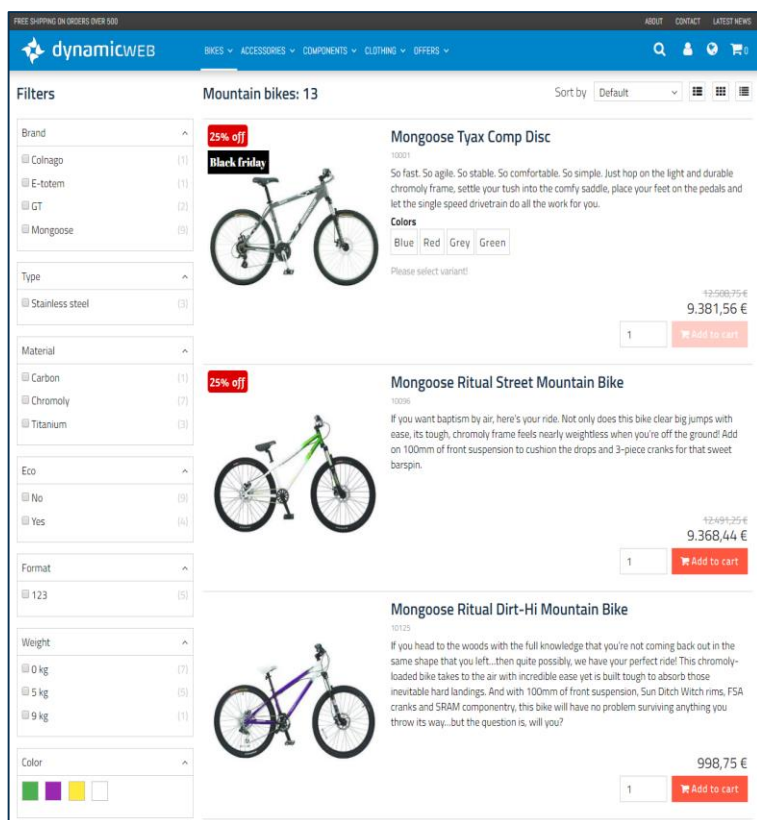 FREE SHIPPING ON ORDERS OVER 500
ABOUT CONTACT LATEST NEWS
dynamicWEB
BIKES ACCESSORIES COMPONENTS CLOTHING OFFERS
0
Filters
Brand
Colnago (1)
E-totem (1)
GT (2)
Mongoose (9)
Type
Stainless steel (3)
Material
Carbon (1)
Chromoly (7)
Titanium (3)
Eco
No (9)
Yes (4)
Format
123 (5)
Weight
0 kg (7)
5 kg (5)
9 kg (1)
Color
Mountain bikes: 13
Sort by Default
25% off
Black friday
Mongoose Tyax Comp Disc
10001
So fast. So agile. So stable. So comfortable. So simple. Just hop on the light and durable
chromoly frame, settle your tush into the comfy saddle, place your feet on the pedals and
let the single speed drivetrain do all the work for you.
Colors
Blue Red Grey Green
Please select variant!
12.508,75 €
9.381,56 €
1 Add to cart
25% off
Mongoose Ritual Street Mountain Bike
10096
If you want baptism by air, here's your ride. Not only does this bike clear big jumps with
ease, its tough, chromoly frame feels nearly weightless when you're off the ground! Add
on 100mm of front suspension to cushion the drops and 3-piece cranks for that sweet
barspin.
12.491,25 €
9.368,44 €
1 Add to cart
Mongoose Ritual Dirt-Hi Mountain Bike
10125
If you head to the woods with the full knowledge that you're not coming back out in the
same shape that you left...then quite possibly, we have your perfect ride! This chromoly-
loaded bike takes to the air with incredible ease yet is built tough to absorb those
inevitable hard landings. And with 100mm of front suspension, Sun Ditch Witch rims, FSA
cranks and SRAM componentry, this bike will have no problem surviving anything you
throw its way...but the question is, will you?
998,75 €
1 Add to cart